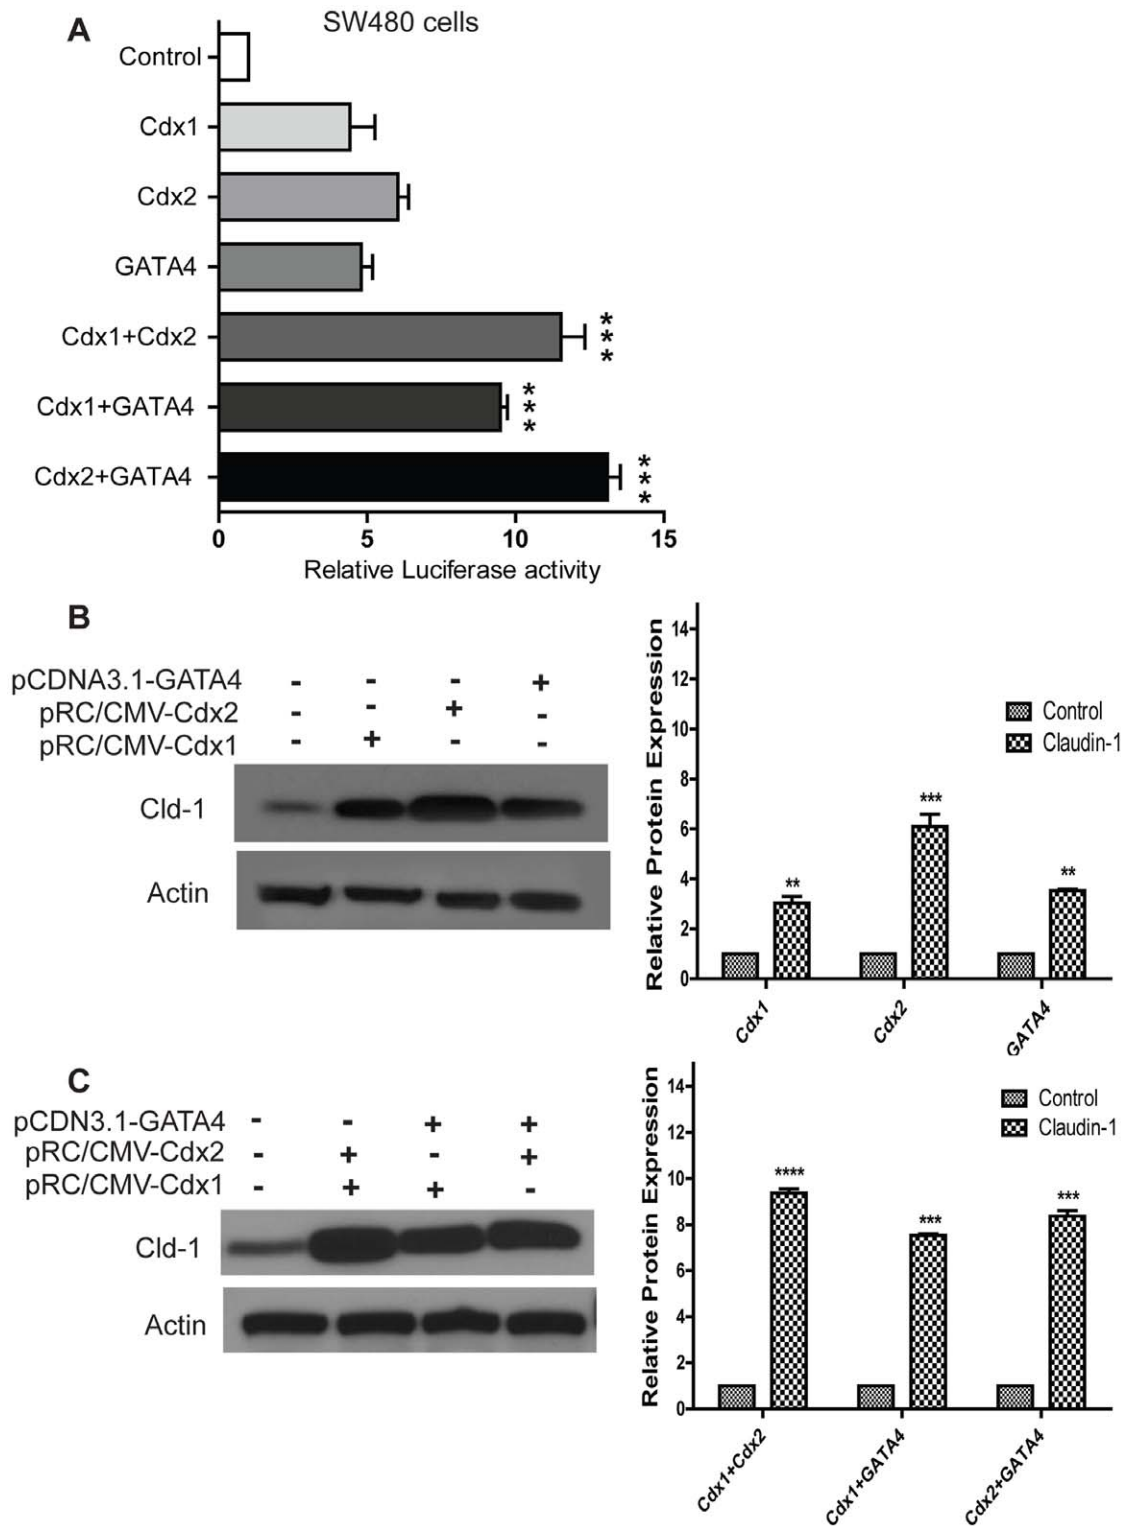 A
SW480 cells
Control
Cdx1
Cdx2
GATA4
Cdx1+Cdx2
***
Cdx1+GATA4
***
Cdx2+GATA4
***
0 5 10 15
Relative Luciferase activity
B
pCDNA3.1-GATA4 - - - +
pRC/CMV-Cdx2 - - + -
pRC/CMV-Cdx1 - + - -
Cld-1
Actin
Relative Protein Expression
14
12
10
8
6
4
2
0
Control
Claudin-1
** *** **
Cdx1 Cdx2 GATA4
C
pCDN3.1-GATA4 - - + +
pRC/CMV-Cdx2 - + - +
pRC/CMV-Cdx1 - + + -
Cld-1
Actin
Relative Protein Expression
14
12
10
8
6
4
2
0
Control
Claudin-1
**** *** ***
Cdx1+Cdx2 Cdx1+GATA4 Cdx2+GATA4